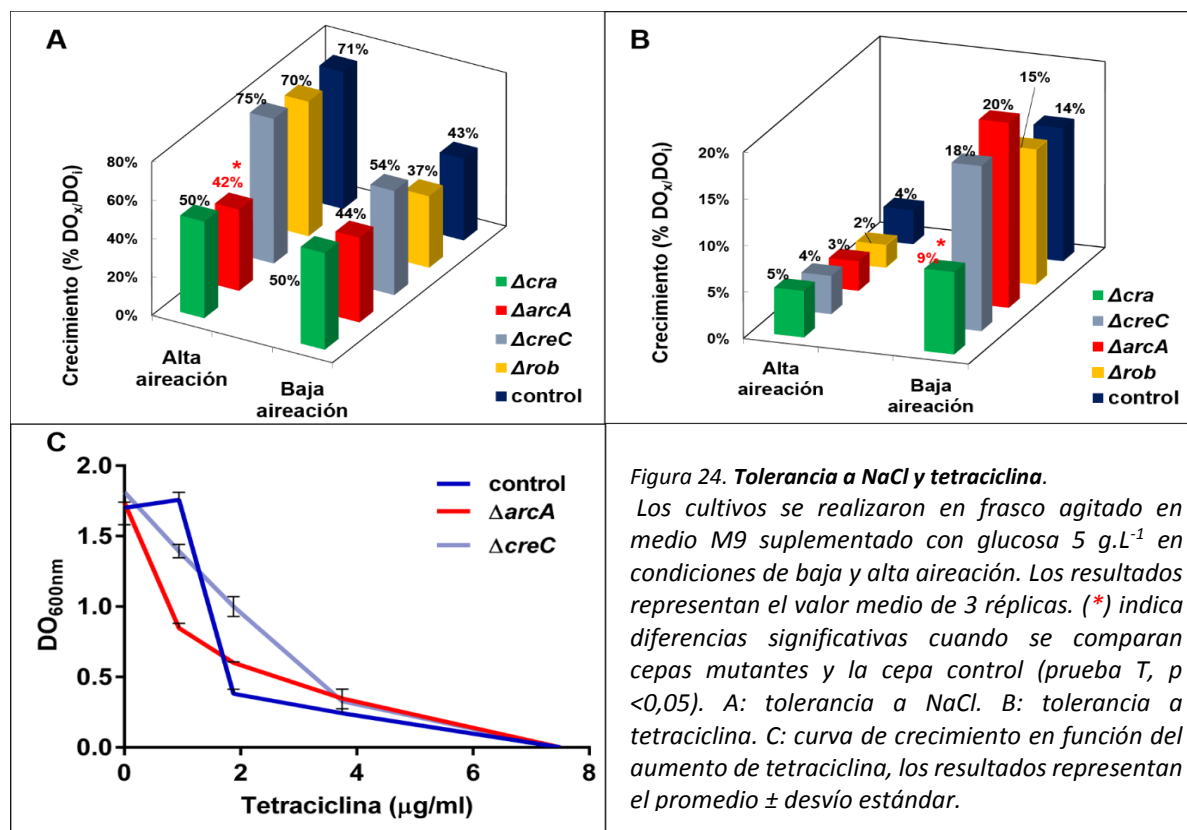 A
Crecimiento (% DOx/DOi)
80%
60%
40%
20%
0%
50%
*
42%
75%
70%
71%
50%
44%
54%
37%
43%
Alta
aireación
Baja
aireación
Δcra
ΔarcA
ΔcreC
Δrob
control
B
Crecimiento (% DOx/DOi)
20%
15%
10%
5%
0%
5%
4%
3%
2%
4%
*
9%
18%
20%
15%
14%
Alta
aireación
Baja
aireación
Δcra
ΔcreC
ΔarcA
Δrob
control
C
DO600nm
2.0
1.5
1.0
0.5
0.0
0 2 4 6 8
Tetraciclina (µg/ml)
control
ΔarcA
ΔcreC
Figura 24. Tolerancia a NaCl y tetraciclina.
Los cultivos se realizaron en frasco agitado en
medio M9 suplementado con glucosa 5 g.L-1 en
condiciones de baja y alta aireación. Los resultados
representan el valor medio de 3 réplicas. (*) indica
diferencias significativas cuando se comparan
cepas mutantes y la cepa control (prueba T, p
<0,05). A: tolerancia a NaCl. B: tolerancia a
tetraciclina. C: curva de crecimiento en función del
aumento de tetraciclina, los resultados representan
el promedio ± desvío estándar.